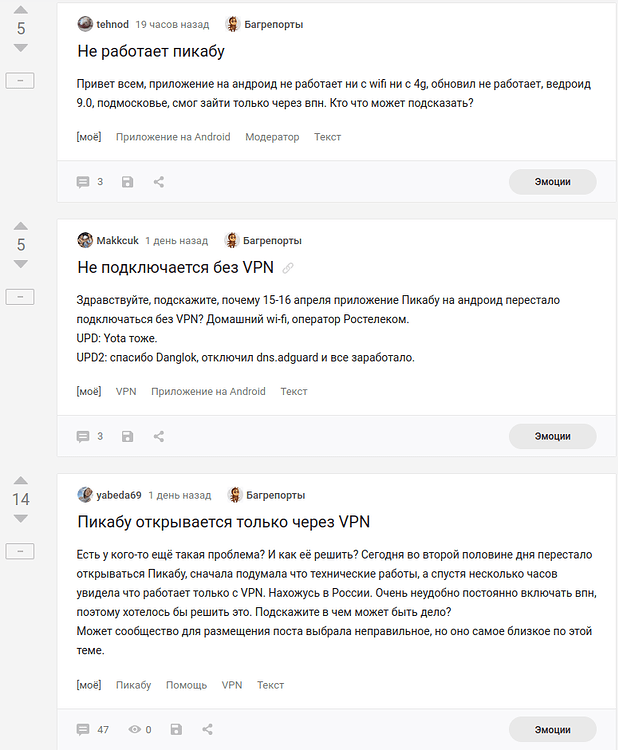 5
tehnod 19 часов назад Багрепорты
Не работает пикабу
Привет всем, приложение на андроид не работает ни с wifi ни с 4g, обновил не работает, ведроид
9.0, подмосковье, смог зайти только через впн. Кто что может подсказать?
[моё] Приложение на Android Модератор Текст
3 Эмоции
5
Makkcuk 1 день назад Багрепорты
Не подключается без VPN
Здравствуйте, подскажите, почему 15-16 апреля приложение Пикабу на андроид перестало
подключаться без VPN? Домашний wi-fi, оператор Ростелеком.
UPD: Yota тоже.
UPD2: спасибо Danglok, отключил dns.adguard и все заработало.
[моё] VPN Приложение на Android Текст
3 Эмоции
14
yabeda69 1 день назад Багрепорты
Пикабу открывается только через VPN
Есть у кого-то ещё такая проблема? И как её решить? Сегодня во второй половине дня перестало
открываться Пикабу, сначала подумала что технические работы, а спустя несколько часов
увидела что работает только с VPN. Нахожусь в России. Очень неудобно постоянно включать впн,
поэтому хотелось бы решить это. Подскажите в чем может быть дело?
Может сообщество для размещения поста выбрала неправильное, но оно самое близкое по этой
теме.
[моё] Пикабу Помощь VPN Текст
47 0 Эмоции